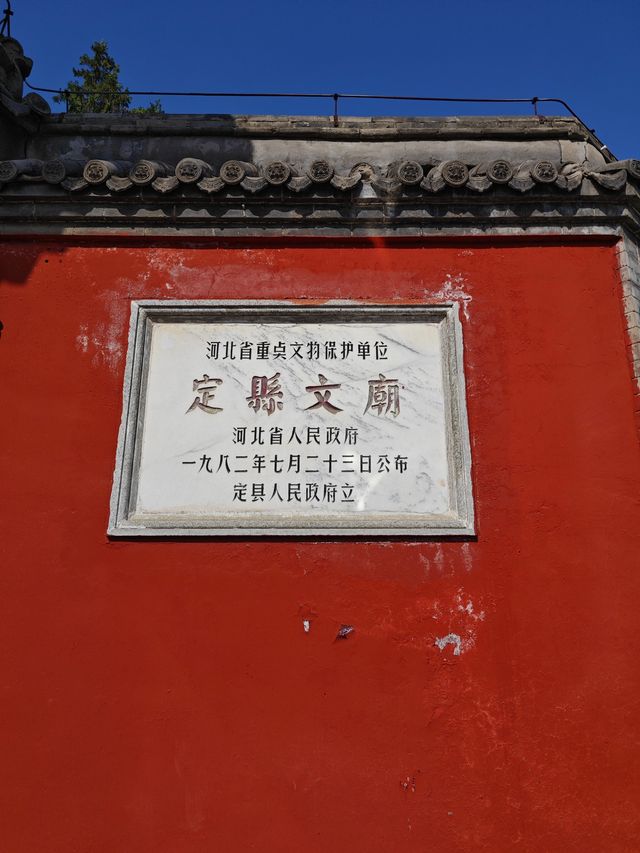 河北省重点文物保护单位
定縣文廟
河北省人民政府
一九八二年七月二十三日公布
定县人民政府立